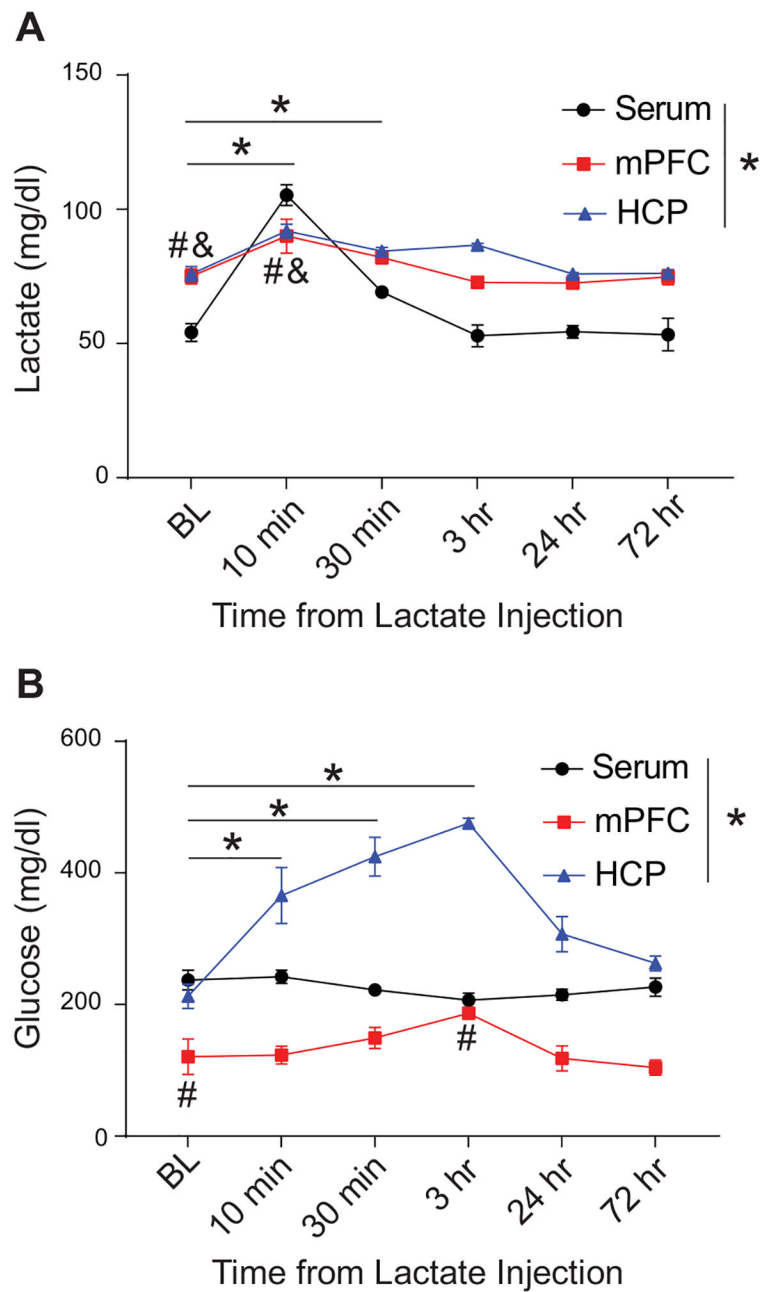 A
150
100
50
0
Lactate (mg/dl)
*
*
#&
#&
Serum
mPFC
HCP
*
BL
10 min
30 min
3 hr
24 hr
72 hr
Time from Lactate Injection
B
600
400
200
0
Glucose (mg/dl)
*
*
*
#
#
Serum
mPFC
HCP
*
BL
10 min
30 min
3 hr
24 hr
72 hr
Time from Lactate Injection